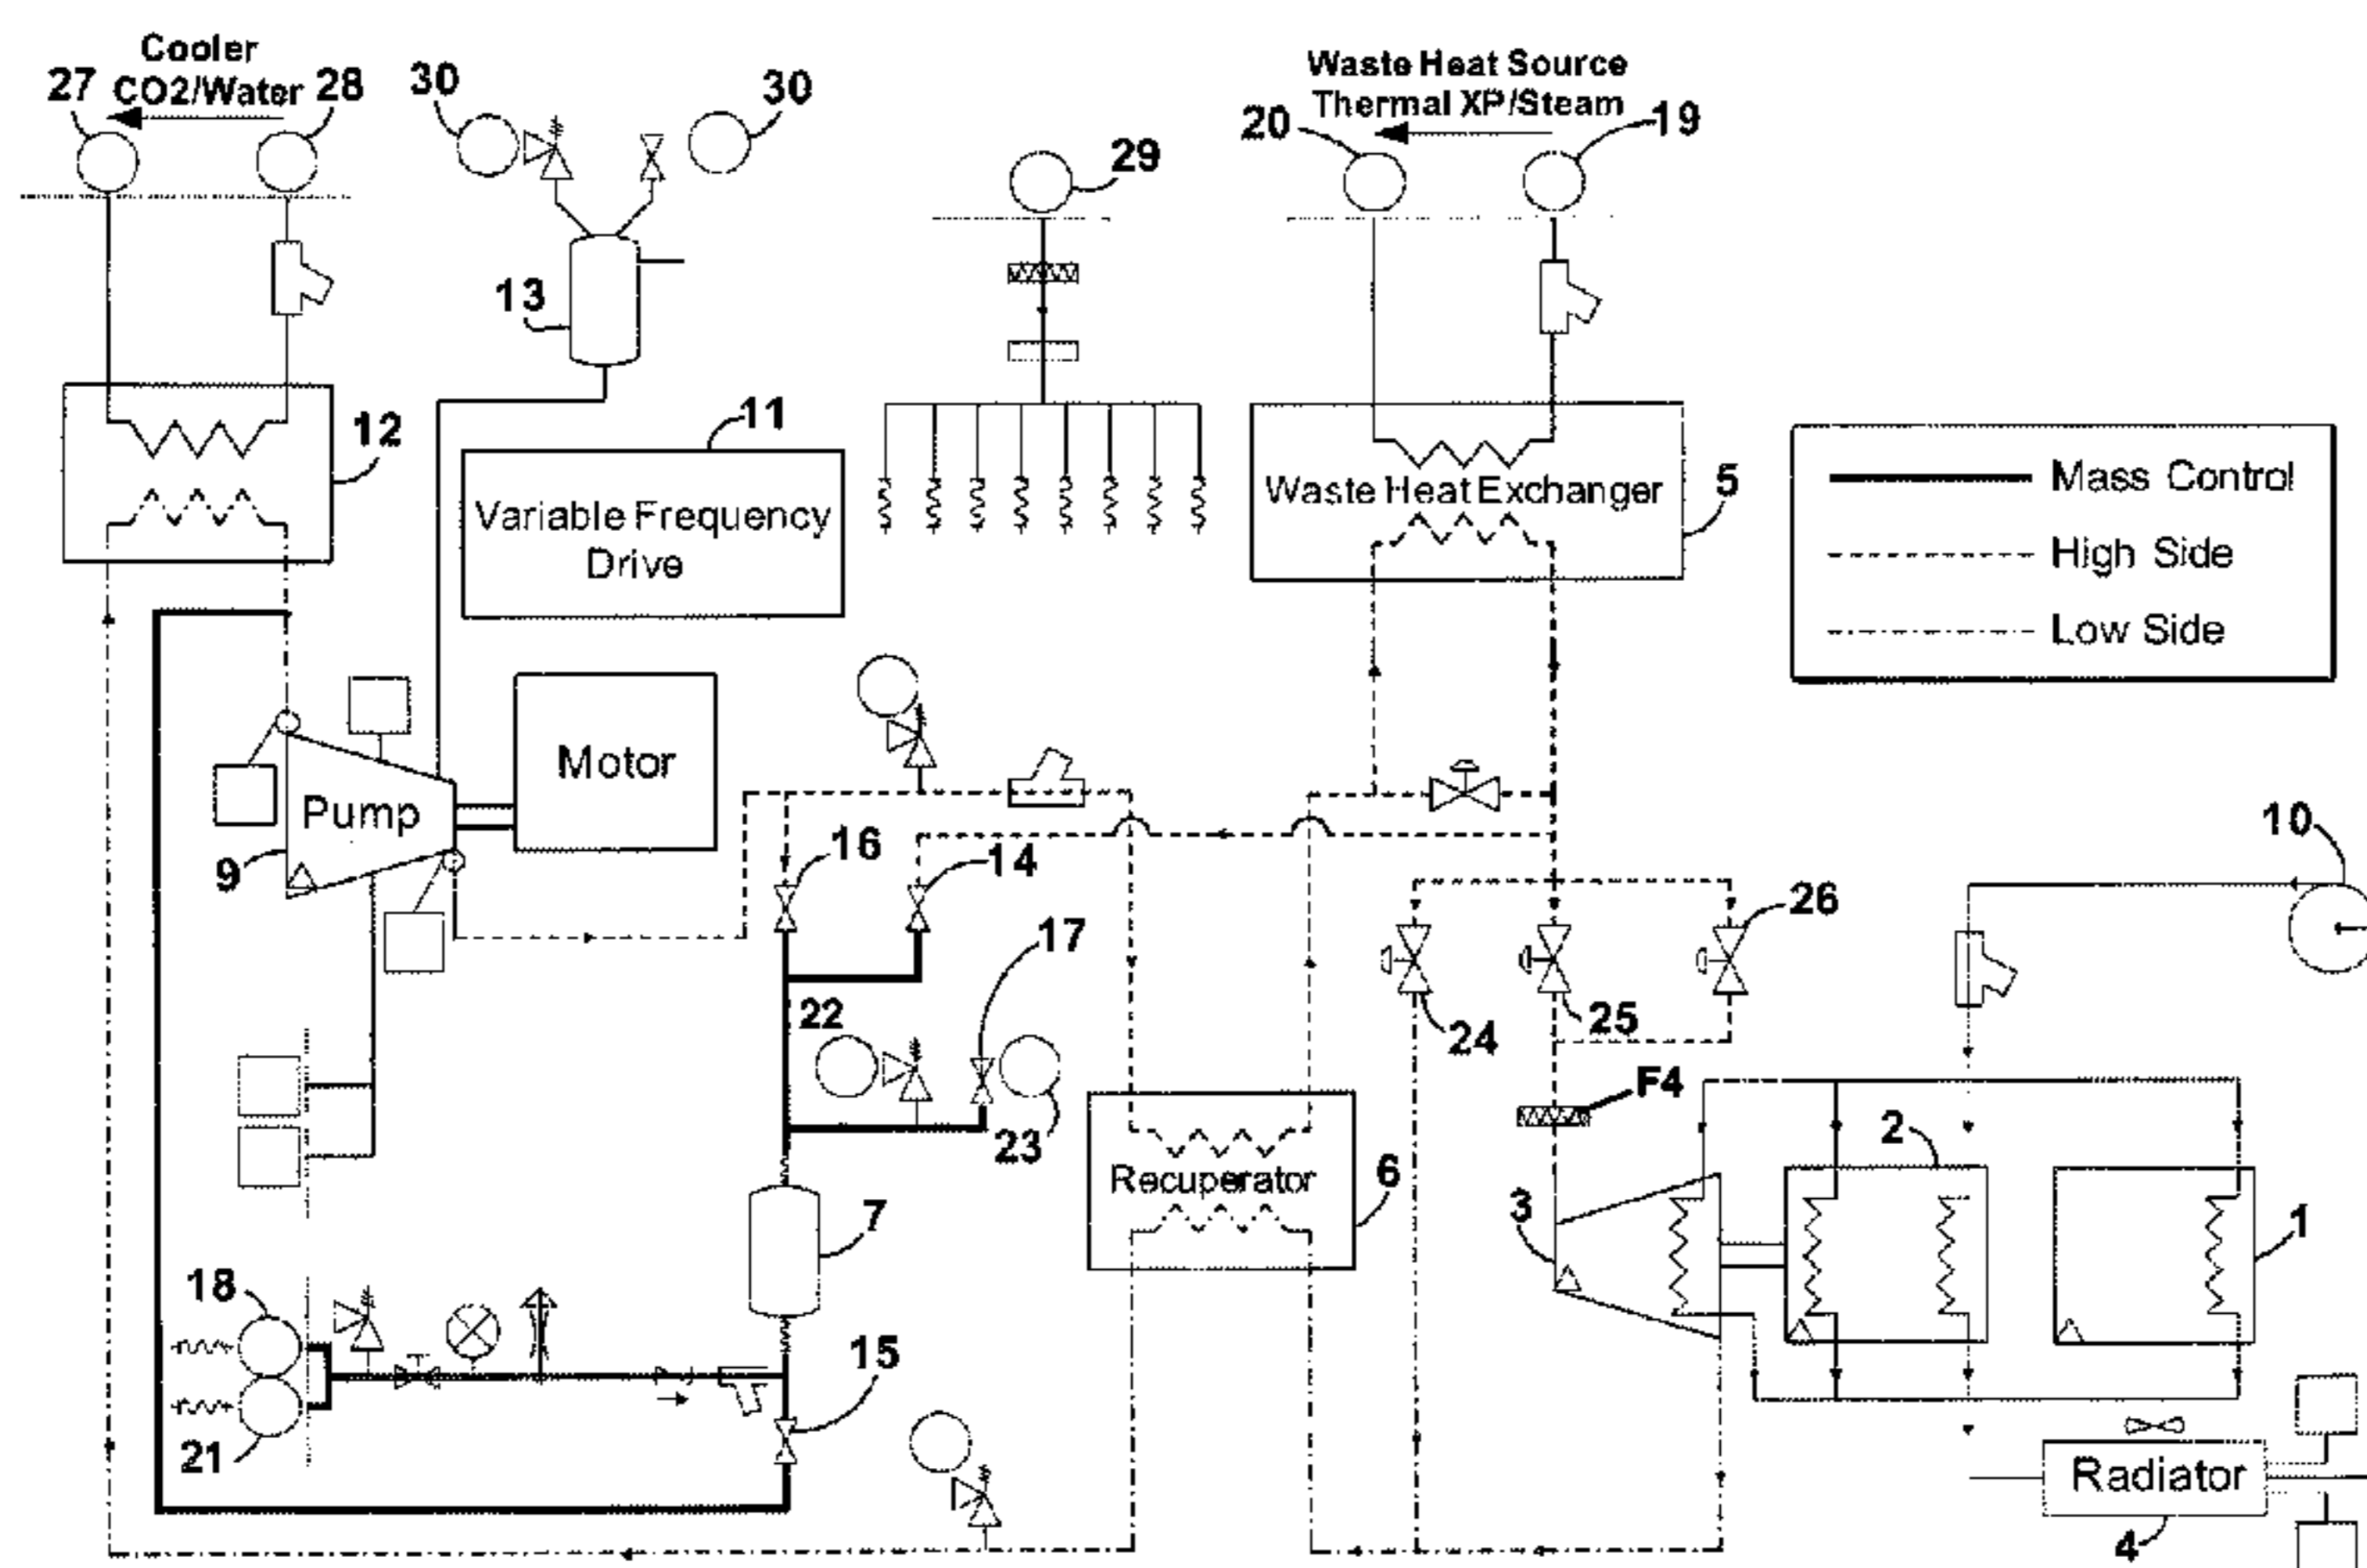 Cooler
27 CO2/Water 28
30
30
29
Waste Heat Source
Thermal XP/Steam
20
19
13
12
11
Variable Frequency
Drive
Waste Heat Exchanger
5
Mass Control
High Side
Low Side
Motor
Pump
9
16
14
17
22
23
24
25
26
10
F4
Recuperator
6
7
3
2
1
18
21
15
Radiator
4